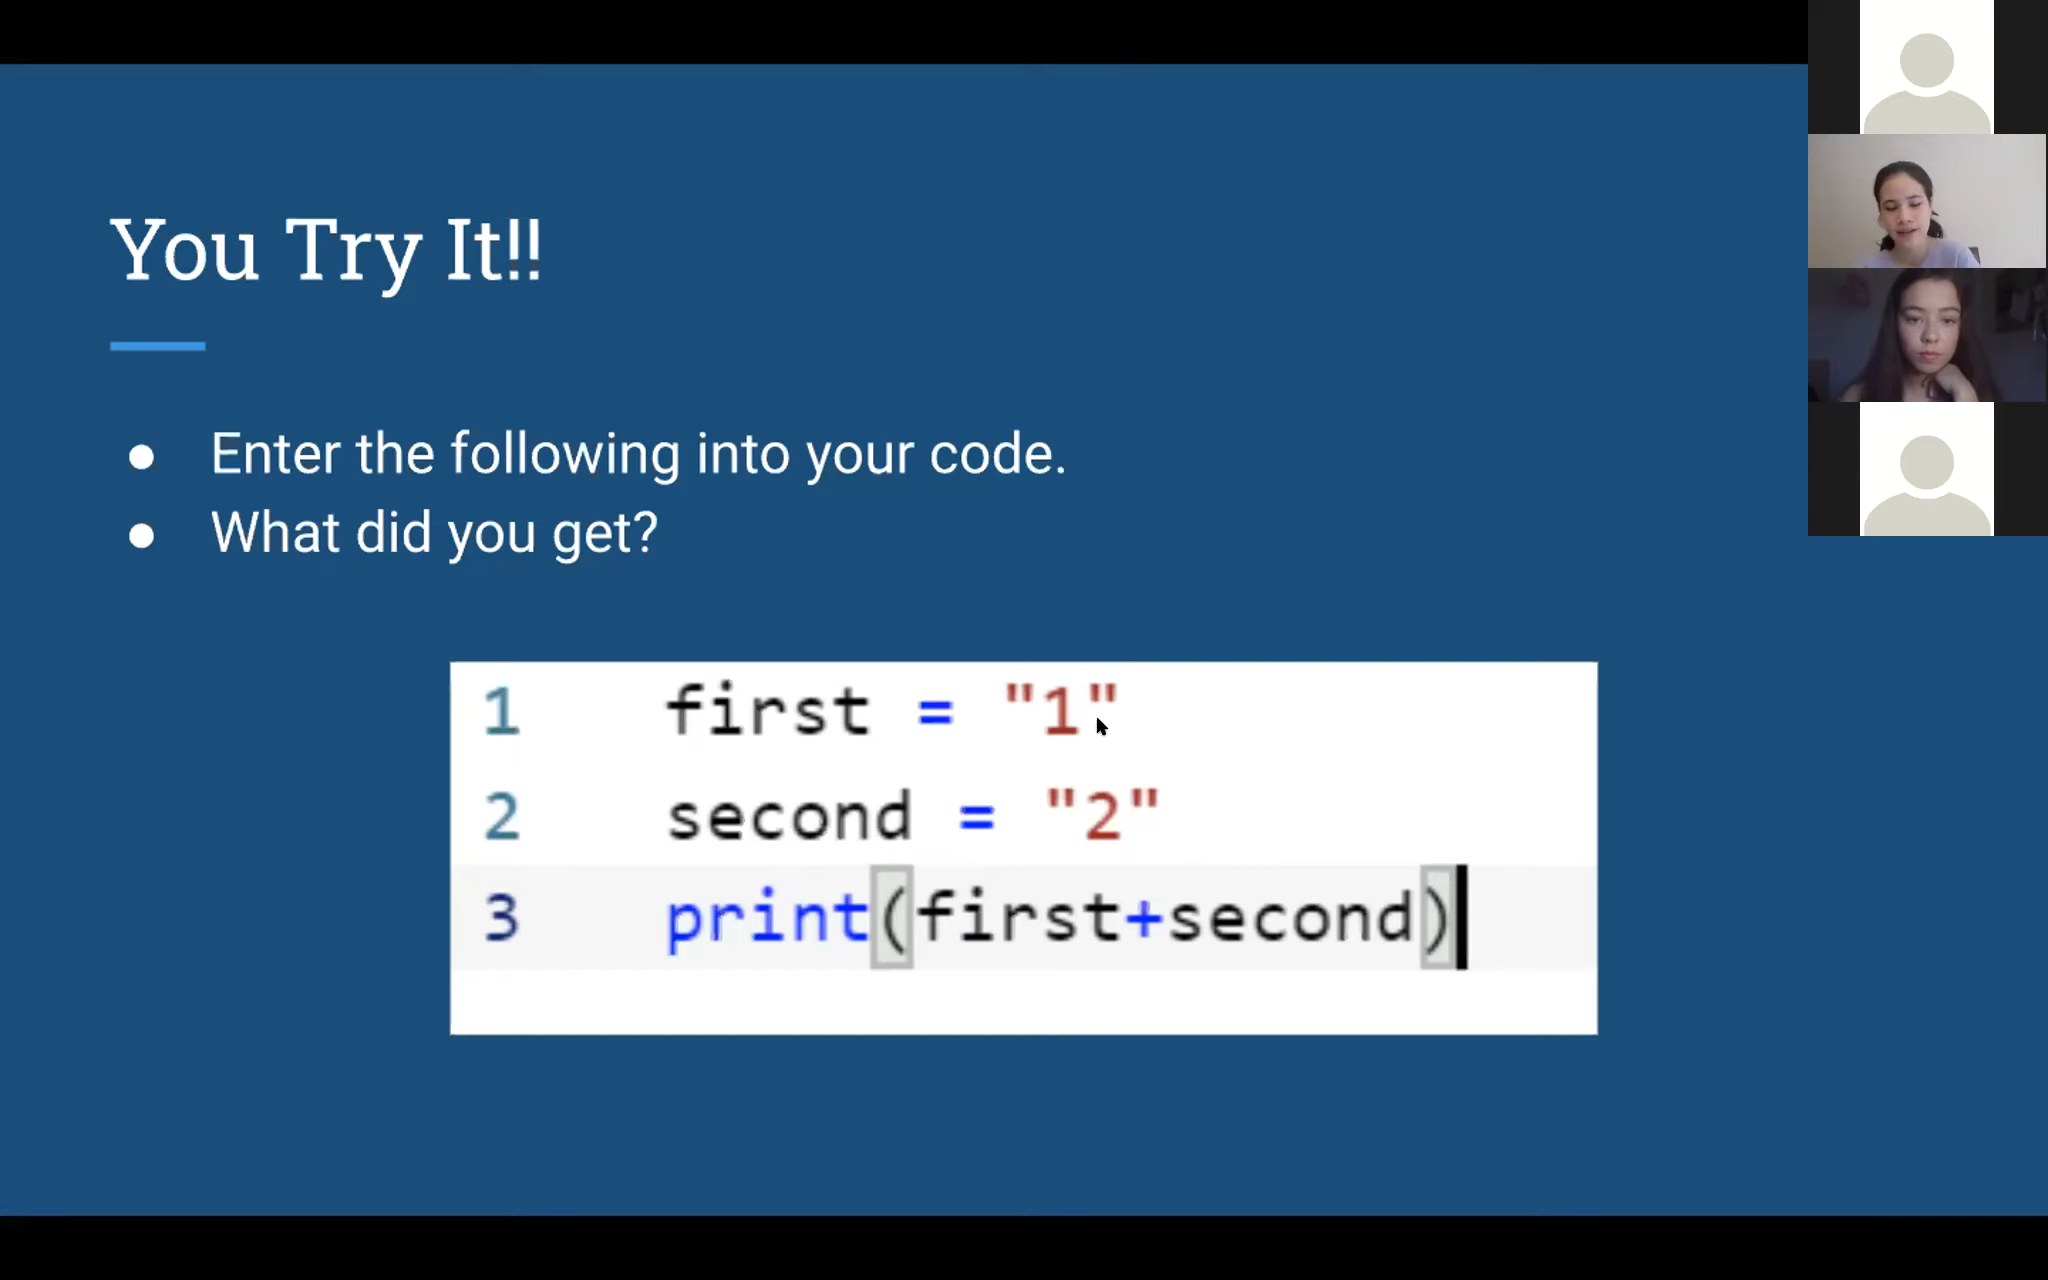 You Try It!!
● Enter the following into your code.
● What did you get?
1 first = "1"
2 second = "2"
3 print(first+second)